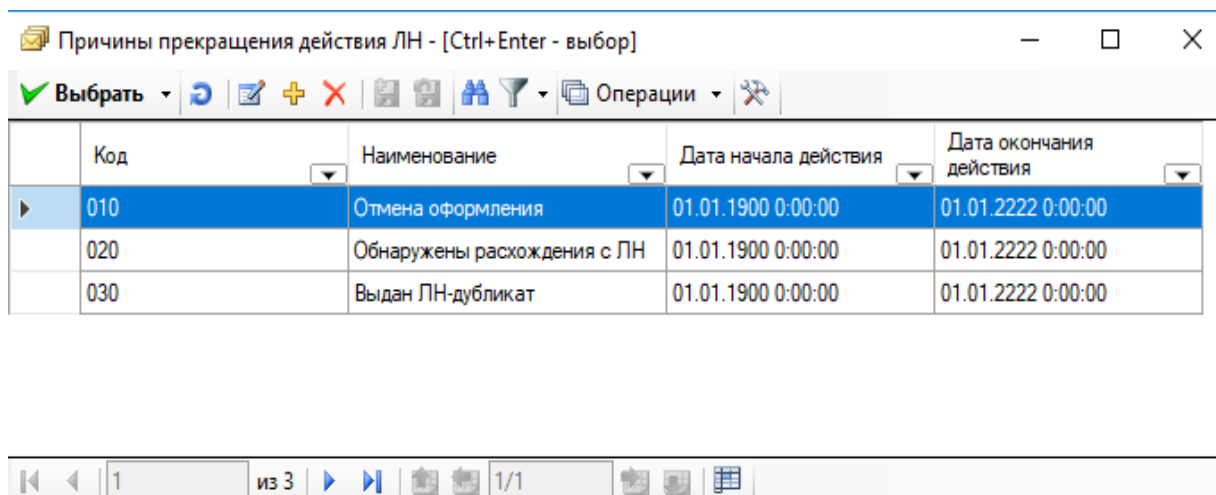 Причины прекращения действия ЛН - [Ctrl+Enter - выбор]
Выбрать Операции
Код Наименование Дата начала действия Дата окончания действия
010 Отмена оформления 01.01.1900 0:00:00 01.01.2222 0:00:00
020 Обнаружены расхождения с ЛН 01.01.1900 0:00:00 01.01.2222 0:00:00
030 Выдан ЛН-дубликат 01.01.1900 0:00:00 01.01.2222 0:00:00
1 из 3 1/1